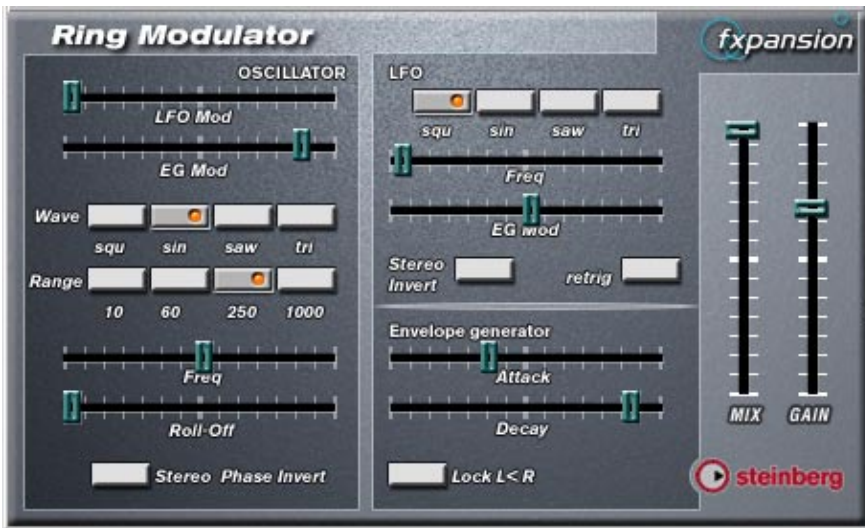 Ring Modulator
fxpansion
OSCILLATOR
LFO Mod
EG Mod
Wave
squ sin saw tri
Range
10 60 250 1000
Freq
Roll-Off
Stereo Phase Invert
LFO
squ sin saw tri
Freq
EG Mod
Stereo
Invert
retrig
Envelope generator
Attack
Decay
Lock L< R
MIX GAIN
steinberg